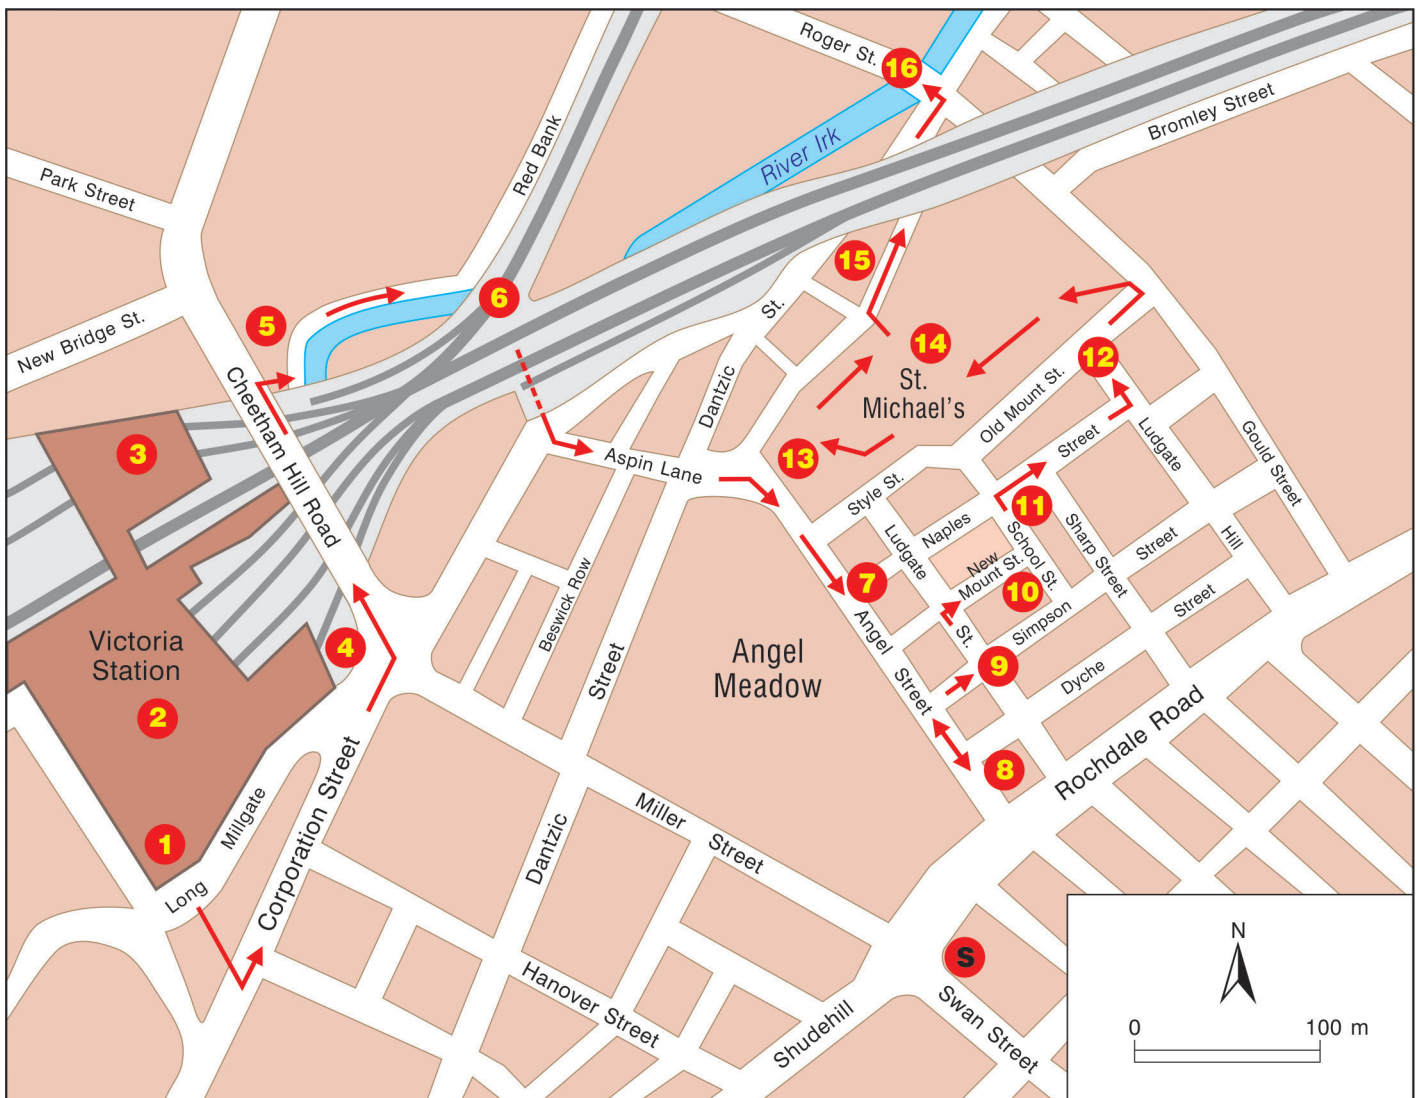 Roger St.
16
River Irk
Bromley Street
Red Bank
Park Street
15
5
6
St.
New Bridge St.
14
12
St.
Michael's
Old Mount St.
Dantzic
Cheetham Hill Road
3
13
Aspin Lane
Street
Ludgate
Gould Street
Style St.
11
Naples
Ludgate
School St.
Sharp Street
Street
Hill
New
Mount St.
7
10
Beswick Row
Street
Simpson
Street
Angel
Street
St.
9
Dyche
Victoria
Station
4
Angel
Meadow
Street
2
8
Rochdale Road
1
Millgate
Long
Corporation Street
Miller
Street
Dantzic
Hanover Street
S
Shudehill
Swan Street
N
0
100 m